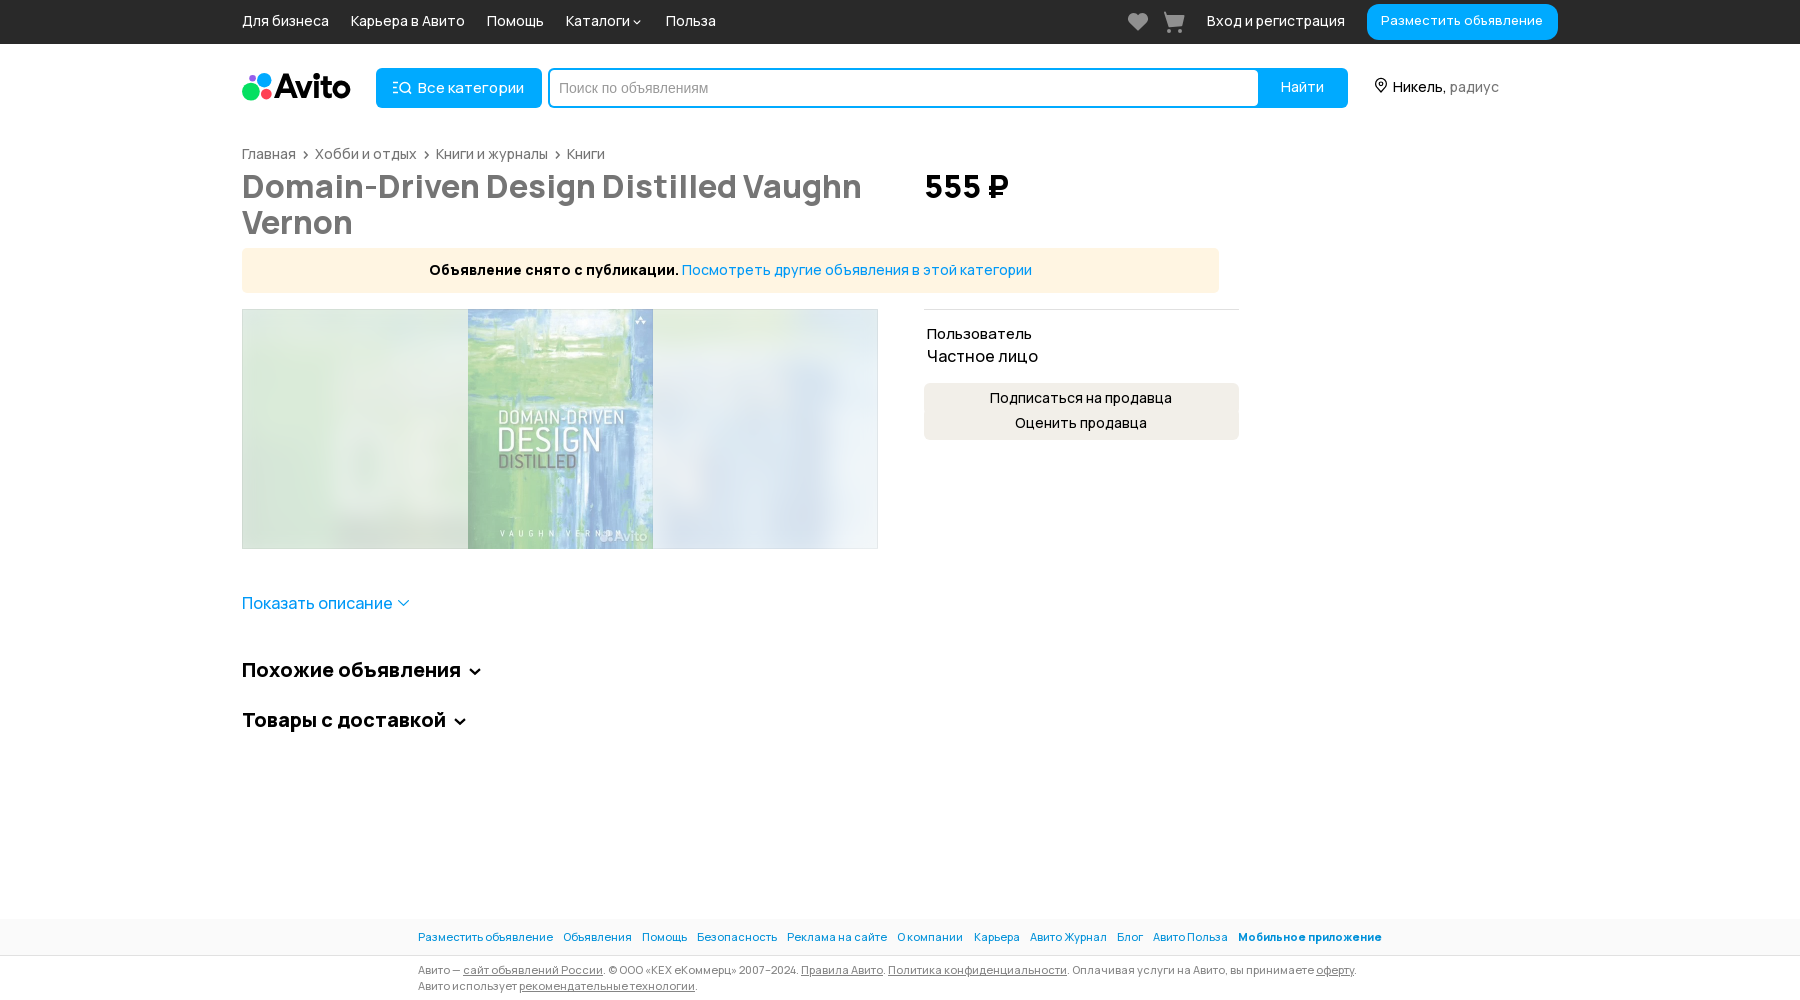 Для бизнеса Карьера в Авито Помощь Каталоги Польза Вход и регистрация Разместить объявление
Avito Все категории Поиск по объявлениям Найти Никель, радиус
Главная Хобби и отдых Книги и журналы Книги
Domain-Driven Design Distilled Vaughn
Vernon
555 ₽
Объявление снято с публикации. Посмотреть другие объявления в этой категории
DOMAIN-DRIVEN
DESIGN
DISTILLED
VAUGHN VERNON
Avito
Пользователь
Частное лицо
Подписаться на продавца
Оценить продавца
Показать описание
Похожие объявления
Товары с доставкой
Разместить объявление Объявления Помощь Безопасность Реклама на сайте О компании Карьера Авито Журнал Блог Авито Польза Мобильное приложение
Авито — сайт объявлений России. © ООО «КЕХ еКоммерц» 2007–2024. Правила Авито. Политика конфиденциальности. Оплачивая услуги на Авито, вы принимаете оферту.
Авито использует рекомендательные технологии.